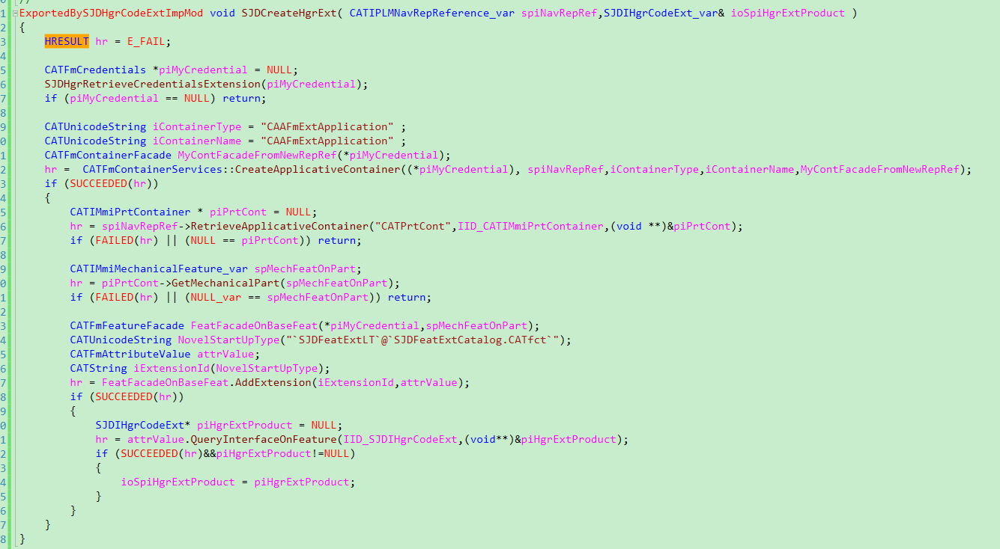 //
ExportedBySJDHgrCodeExtImpMod void SJDCreateHgrExt( CATIPLMNavRepReference_var spiNavRepRef,SJDIHgrCodeExt_var& ioSpiHgrExtProduct )
{
HRESULT hr = E_FAIL;
CATFmCredentials *piMyCredential = NULL;
SJDHgrRetrieveCredentialsExtension(piMyCredential);
if (piMyCredential == NULL) return;
CATUnicodeString iContainerType = "CAAFmExtApplication" ;
CATUnicodeString iContainerName = "CAAFmExtApplication" ;
CATFmContainerFacade MyContFacadeFromNewRepRef(*piMyCredential);
hr =  CATFmContainerServices::CreateApplicativeContainer((*piMyCredential), spiNavRepRef,iContainerType,iContainerName,MyContFacadeFromNewRepRef);
if (SUCCEEDED(hr))
{
CATIMmiPrtContainer * piPrtCont = NULL;
hr = spiNavRepRef->RetrieveApplicativeContainer("CATPrtCont",IID_CATIMmiPrtContainer,(void **)&piPrtCont);
if (FAILED(hr) || (NULL == piPrtCont)) return;
CATIMmiMechanicalFeature_var spMechFeatOnPart;
hr = piPrtCont->GetMechanicalPart(spMechFeatOnPart);
if (FAILED(hr) || (NULL_var == spMechFeatOnPart)) return;
CATFmFeatureFacade FeatFacadeOnBaseFeat(*piMyCredential,spMechFeatOnPart);
CATUnicodeString NovelStartUpType("`SJDFeatExtLT`@`SJDFeatExtCatalog.CATfct`");
CATFmAttributeValue attrValue;
CATString iExtensionId(NovelStartUpType);
hr = FeatFacadeOnBaseFeat.AddExtension(iExtensionId,attrValue);
if (SUCCEEDED(hr))
{
SJDIHgrCodeExt* piHgrExtProduct = NULL;
hr = attrValue.QueryInterfaceOnFeature(IID_SJDIHgrCodeExt,(void**)&piHgrExtProduct);
if (SUCCEEDED(hr)&&piHgrExtProduct!=NULL)
{
ioSpiHgrExtProduct = piHgrExtProduct;
}
}
}
}